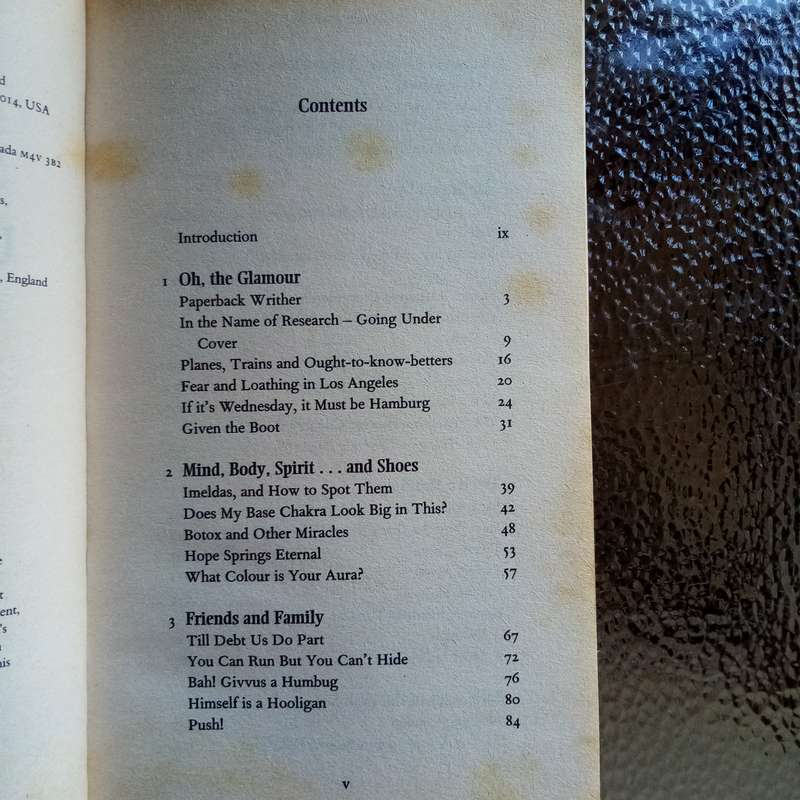 014, USA
ada M4V 3B2
s,
, England
ent,
's
nis
Contents
Introduction ix
1 Oh, the Glamour
Paperback Writher 3
In the Name of Research – Going Under
Cover 9
Planes, Trains and Ought-to-know-betters 16
Fear and Loathing in Los Angeles 20
If it's Wednesday, it Must be Hamburg 24
Given the Boot 31
2 Mind, Body, Spirit . . . and Shoes
Imeldas, and How to Spot Them 39
Does My Base Chakra Look Big in This? 42
Botox and Other Miracles 48
Hope Springs Eternal 53
What Colour is Your Aura? 57
3 Friends and Family
Till Debt Us Do Part 67
You Can Run But You Can't Hide 72
Bah! Givvus a Humbug 76
Himself is a Hooligan 80
Push! 84
v